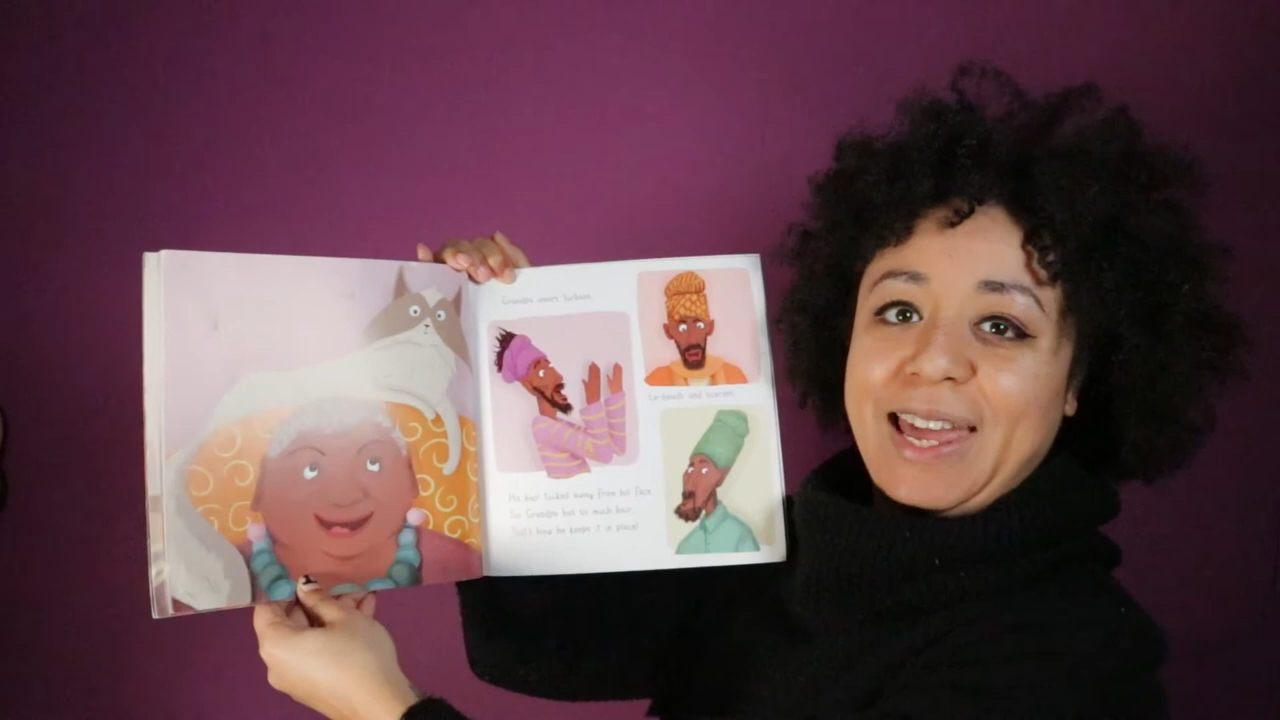 Grandpa wears turbans,
turbands and scarves.
His hair tucked away from his face.
For Grandpa has so much hair.
That's how he keeps it in place!